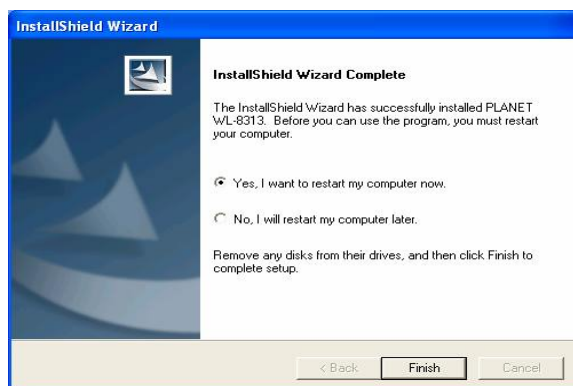 InstallShield Wizard
InstallShield Wizard Complete
The InstallShield Wizard has successfully installed PLANET
WL-8313. Before you can use the program, you must restart
your computer.
Yes, I want to restart my computer now.
No, I will restart my computer later.
Remove any disks from their drives, and then click Finish to
complete setup.
< Back Finish Cancel